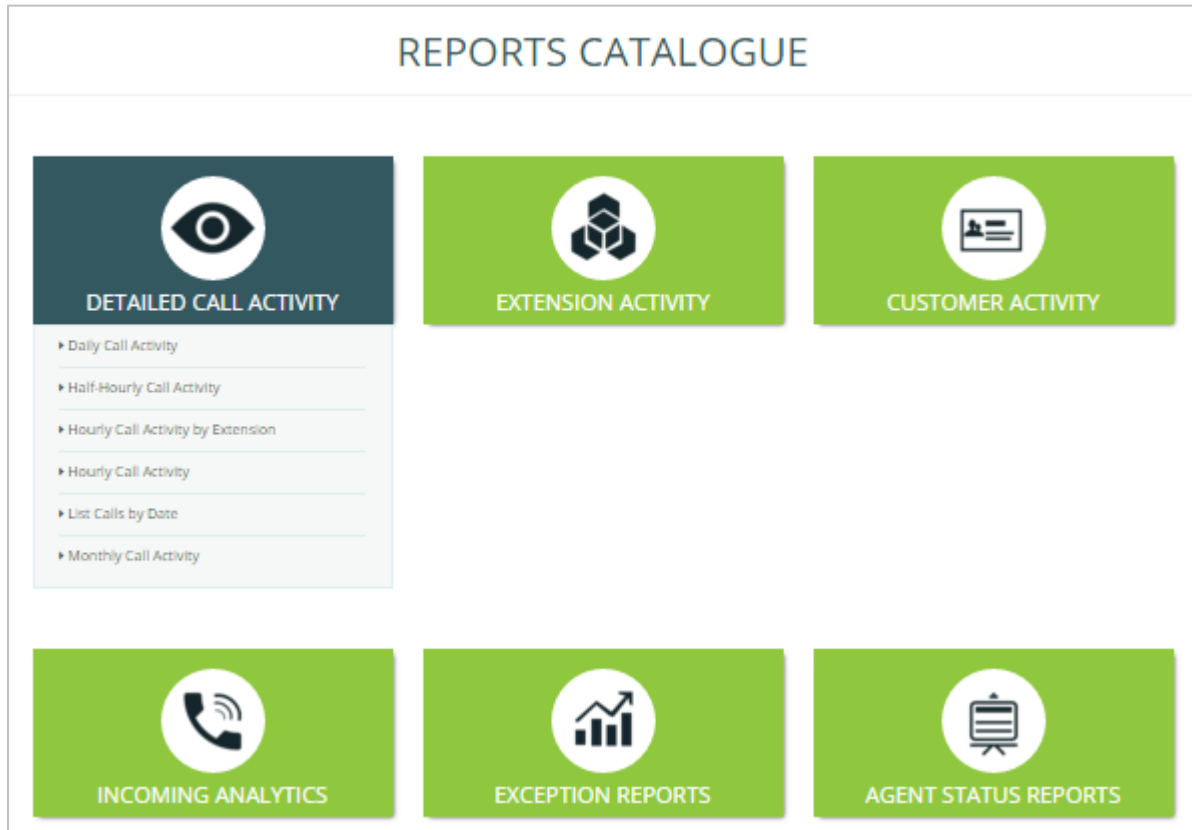 REPORTS CATALOGUE
DETAILED CALL ACTIVITY
Daily Call Activity
Half-Hourly Call Activity
Hourly Call Activity by Extension
Hourly Call Activity
List Calls by Date
Monthly Call Activity
EXTENSION ACTIVITY
CUSTOMER ACTIVITY
INCOMING ANALYTICS
EXCEPTION REPORTS
AGENT STATUS REPORTS